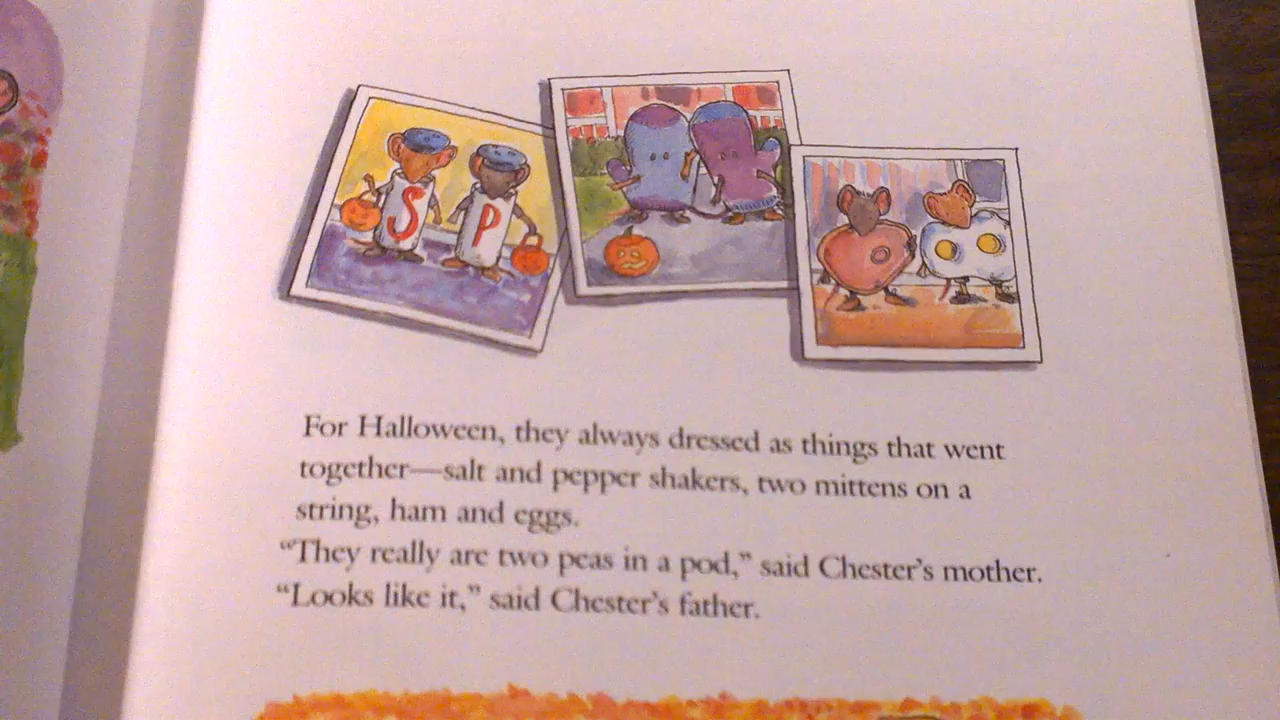 S P
For Halloween, they always dressed as things that went
together—salt and pepper shakers, two mittens on a
string, ham and eggs.
“They really are two peas in a pod,” said Chester’s mother.
“Looks like it,” said Chester’s father.